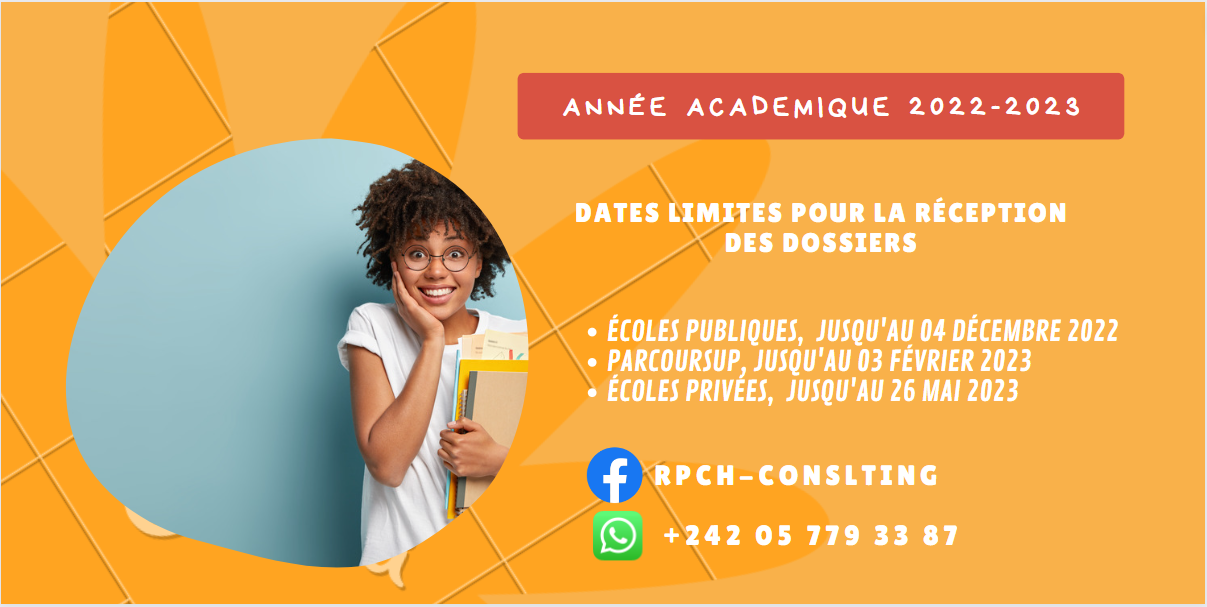 ANNÉE ACADEMIQUE 2022-2023
DATES LIMITES POUR LA RÉCEPTION
DES DOSSIERS
• ÉCOLES PUBLIQUES, JUSQU'AU 04 DÉCEMBRE 2022
• PARCOURSUP, JUSQU'AU 03 FÉVRIER 2023
• ÉCOLES PRIVÉES, JUSQU'AU 26 MAI 2023
RPCH-CONSLTING
+242 05 779 33 87